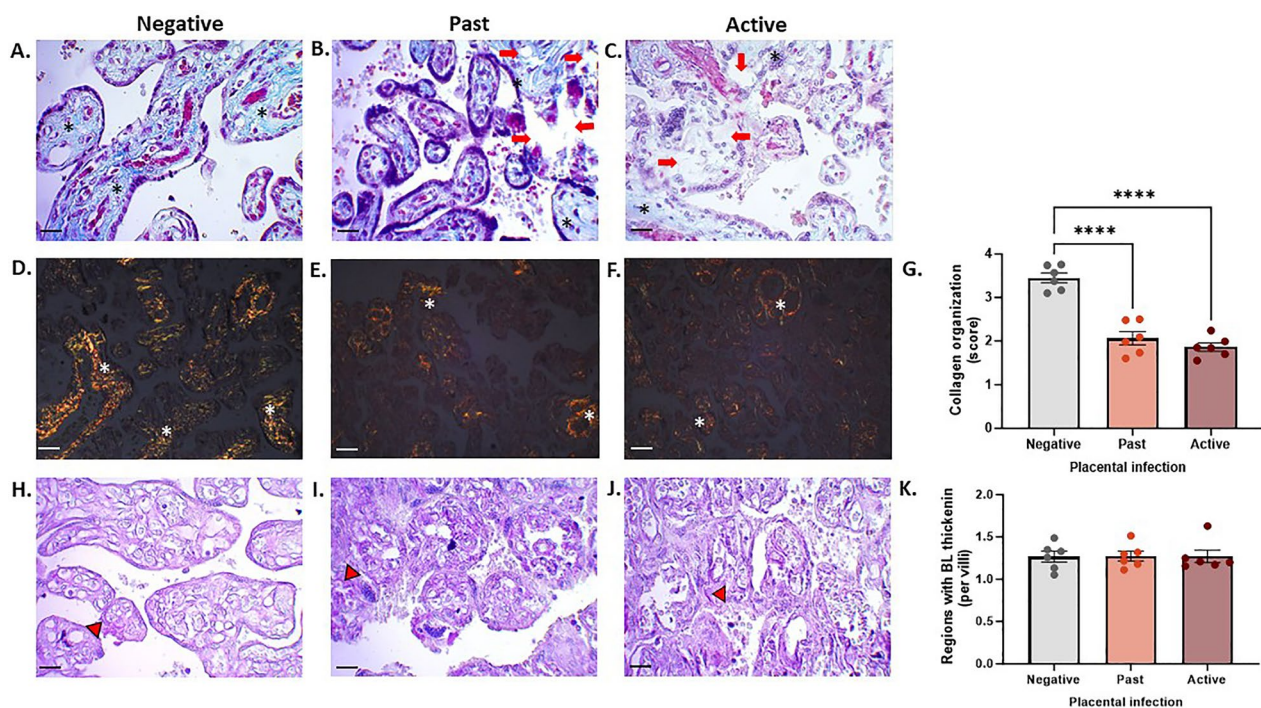 Negative
Past
Active
A.
B.
C.
*
*
*
*
*
*
*
D.
E.
F.
*
*
*
*
*
*
*
G.
****
****
Collagen organization
(score)
4
3
2
1
0
Negative
Past
Active
Placental infection
H.
I.
J.
K.
Regions with BL thickenin
(per villi)
2.0
1.5
1.0
0.5
0.0
Negative
Past
Active
Placental infection